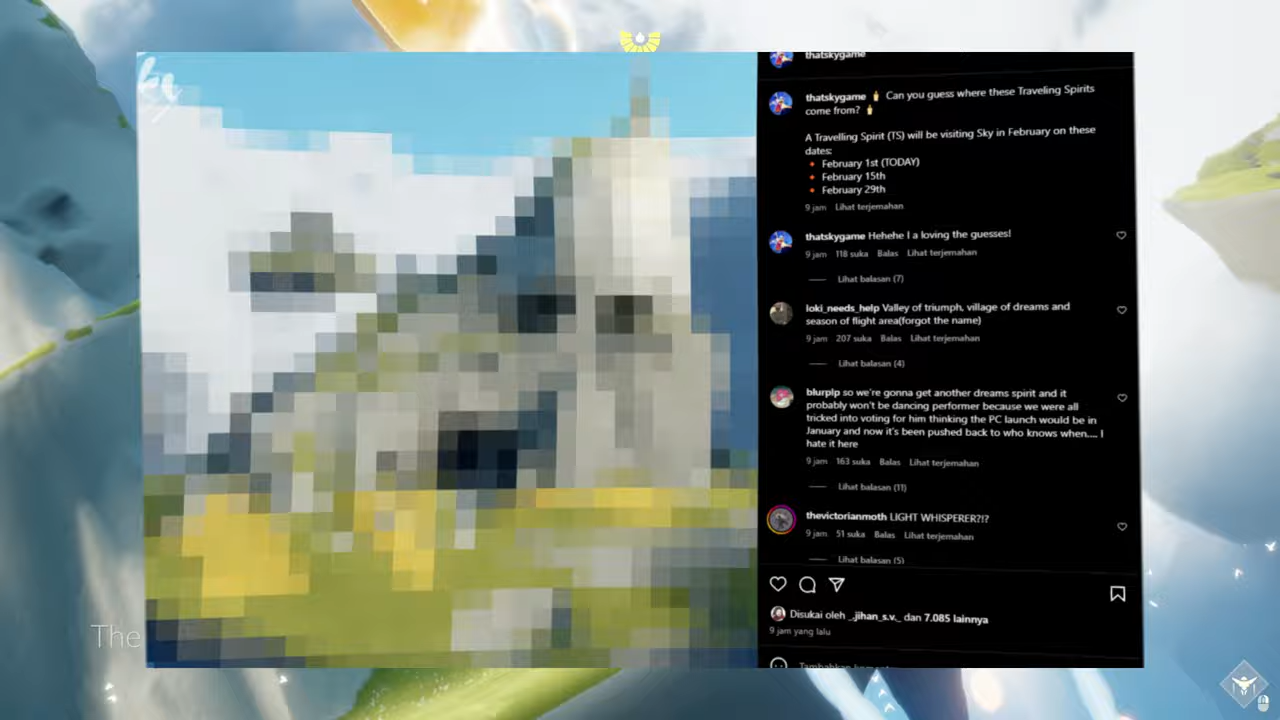 The
thatskygame
thatskygame 🕯️ Can you guess where these Traveling Spirits
come from? 🕯️
A Travelling Spirit (TS) will be visiting Sky in February on these
dates:
🔸 February 1st (TODAY)
🔸 February 15th
🔸 February 29th
9 jam Lihat terjemahan
thatskygame Hehehe I a loving the guesses!
9 jam 118 suka Balas Lihat terjemahan
Lihat balasan (7)
loki_needs_help Valley of triumph, village of dreams and
season of flight area(forgot the name)
9 jam 207 suka Balas Lihat terjemahan
Lihat balasan (4)
blurplp so we're gonna get another dreams spirit and it
probably won't be dancing performer because we were all
tricked into voting for him thinking the PC launch would be in
January and now it's been pushed back to who knows when.... I
hate it here
9 jam 163 suka Balas Lihat terjemahan
Lihat balasan (11)
thevictorianmoth LIGHT WHISPERER?!?
9 jam 51 suka Balas Lihat terjemahan
Lihat balasan (5)
Disukai oleh _.jihan_s.v._ dan 7.085 lainnya
9 jam yang lalu
Tambahkan komentar